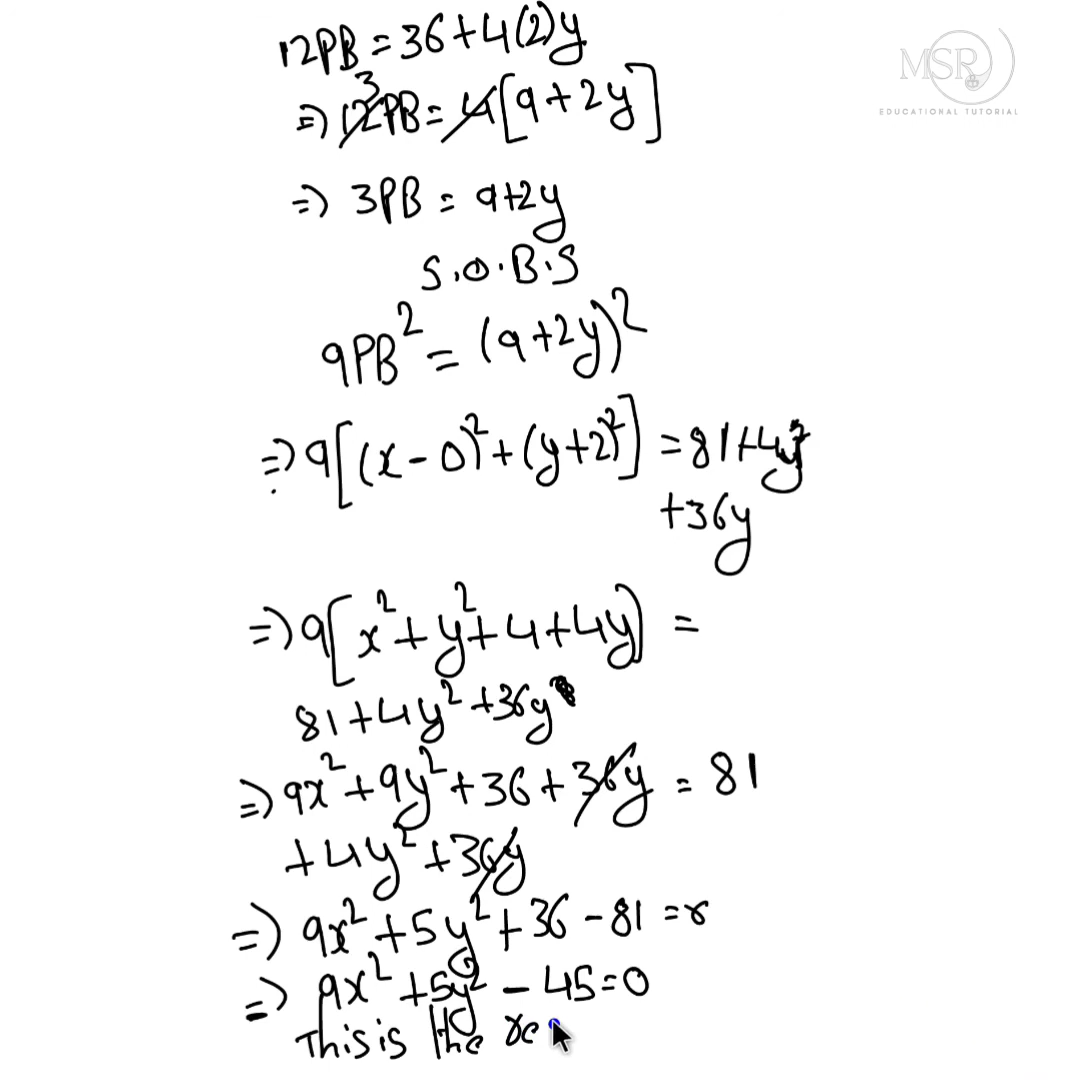 12PB = 36 + 4(2)y
MSR
EDUCATIONAL TUTORIAL
3
⇒ 12PB = 4[9 + 2y]
⇒ 3PB = 9+2y
S.O.B.S
9PB² = (9+2y)²
⇒ 9[(x-0)² + (y+2)²] = 81+4y²
+36y
⇒ 9[x² + y² + 4 + 4y] =
81 + 4y² + 36y
⇒ 9x² + 9y² + 36 + 36y = 81
+ 4y² + 36y
⇒ 9x² + 5y² + 36 - 81 =
⇒ 9x² + 5y² - 45 = 0
This is the re